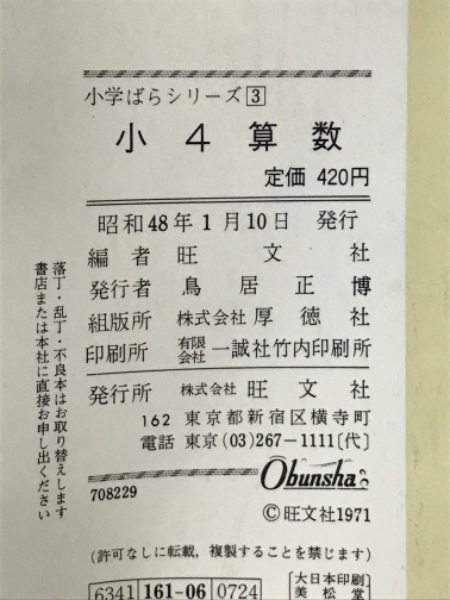 小学ばらシリーズ3
小4算数
定価 420円
昭和48年1月10日 発行
編者 旺文社
発行者 鳥居正博
組版所 株式会社 厚徳社
印刷所 有限会社 一誠社竹内印刷所
発行所 株式会社 旺文社
162 東京都新宿区横寺町
電話 東京(03)267-1111〔代〕
Obunsha
708229
©旺文社1971
(許可なしに転載,複製することを禁じます)
6341 161-06 0724
大日本印刷
美松堂
落丁・乱丁・不良本はお取り替えします
書店または本社に直接お申し出ください